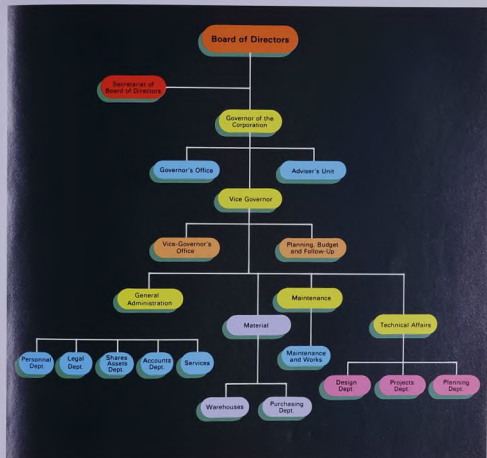 Board of Directors
Secretariat of
Board of Directors
Governor of the
Corporation
Governor's Office
Adviser's Unit
Vice Governor
Vice-Governor's
Office
Planning, Budget
and Follow-Up
General
Administration
Material
Maintenance
Technical Affairs
Personnal
Dept.
Legal
Dept.
Shares
Assets
Dept.
Accounts
Dept.
Services
Maintenance
and Works
Warehouses
Purchasing
Dept.
Design
Dept.
Projects
Dept.
Planning
Dept.